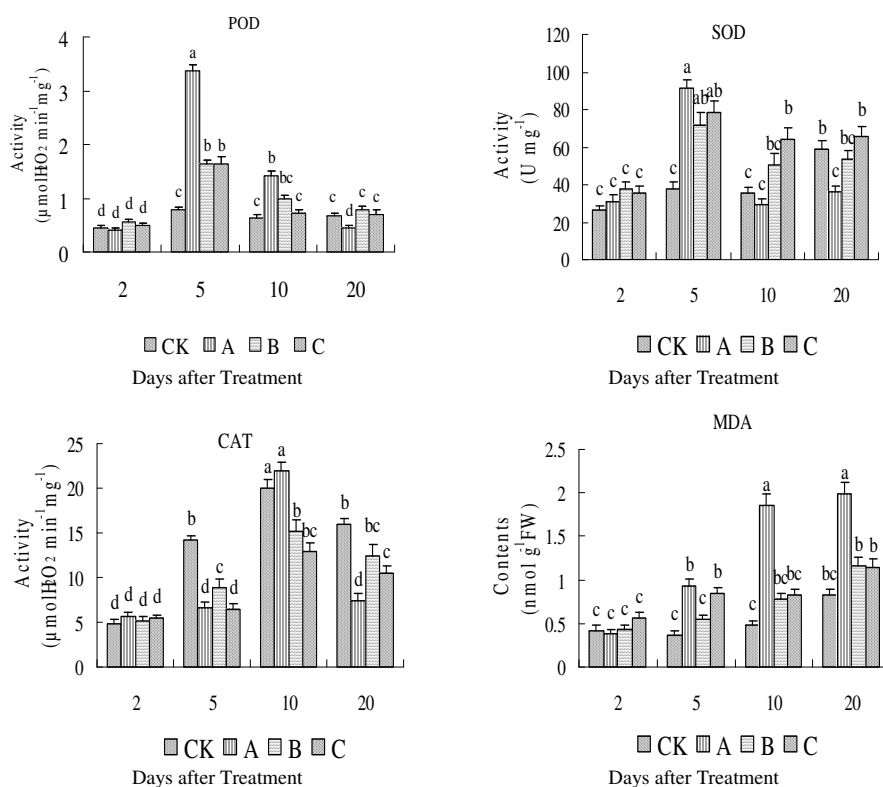 POD
Activity
(μmolHO2 min-1mg-1)
4
3
2
1
0
a
b b
b
bc
c
c
c
c
c
c
d d d d
d
2 5 10 20
CK A B C
Days after Treatment
SOD
Activity
(U mg-1)
120
100
80
60
40
20
0
c c c c
c
a
ab
ab
c
c
bc
b
b
c
bc
b
2 5 10 20
CK A B C
Days after Treatment
CAT
Activity
(μmolHO2 min-1mg-1)
25
20
15
10
5
0
d d d d
b
d
c
d
a
a
b
bc
b
d
bc
c
2 5 10 20
CK A B C
Days after Treatment
MDA
Contents
(nmol g-1FW)
2.5
2
1.5
1
0.5
0
c c c c
c
b
c
b
c
a
bc bc
bc
a
b b
2 5 10 20
CK A B C
Days after Treatment